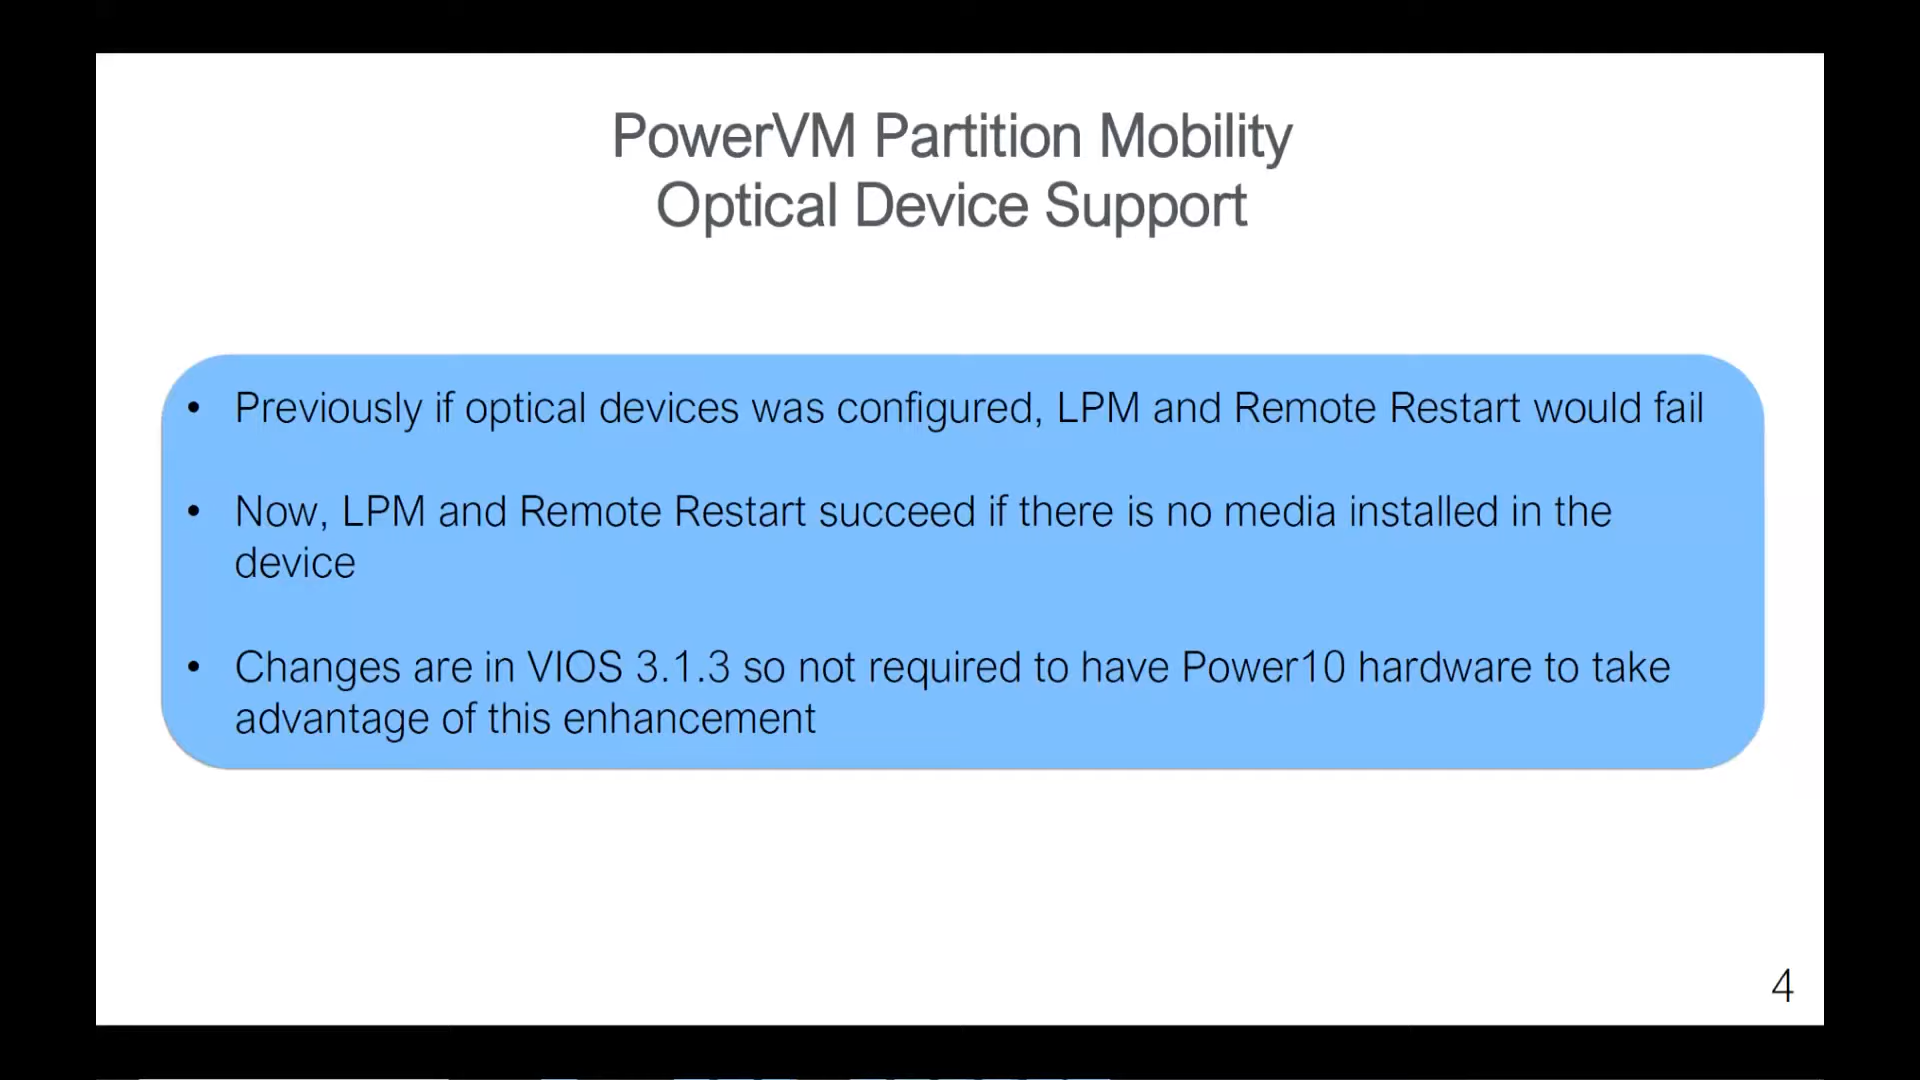 PowerVM Partition Mobility
Optical Device Support
• Previously if optical devices was configured, LPM and Remote Restart would fail
• Now, LPM and Remote Restart succeed if there is no media installed in the
device
• Changes are in VIOS 3.1.3 so not required to have Power10 hardware to take
advantage of this enhancement
4